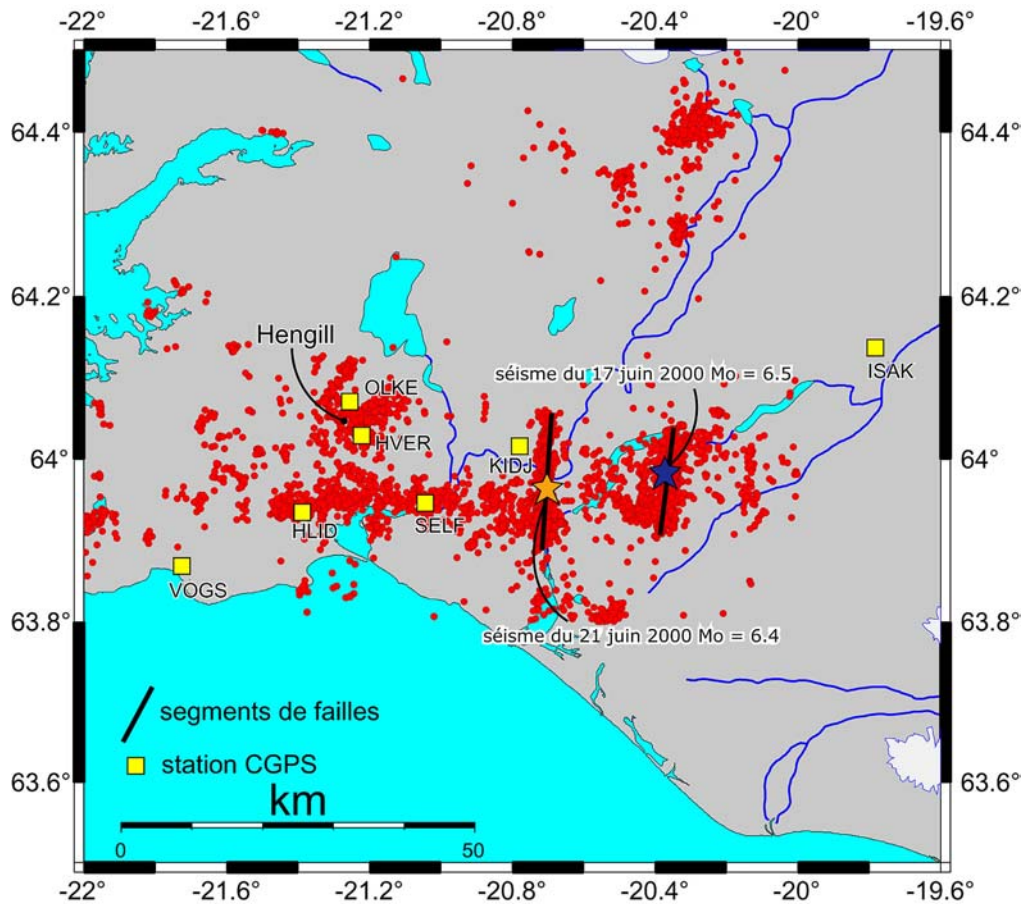 -22° -21.6° -21.2° -20.8° -20.4° -20° -19.6°
64.4° 64.4°
64.2° 64.2°
Hengill
ISAK
séisme du 17 juin 2000 Mo = 6.5
OLKE
HVER
KIDJ
64° 64°
HLID
SELF
VOGS
63.8° 63.8°
séisme du 21 juin 2000 Mo = 6.4
segments de failles
station CGPS
63.6° 63.6°
km
0 50
-22° -21.6° -21.2° -20.8° -20.4° -20° -19.6°